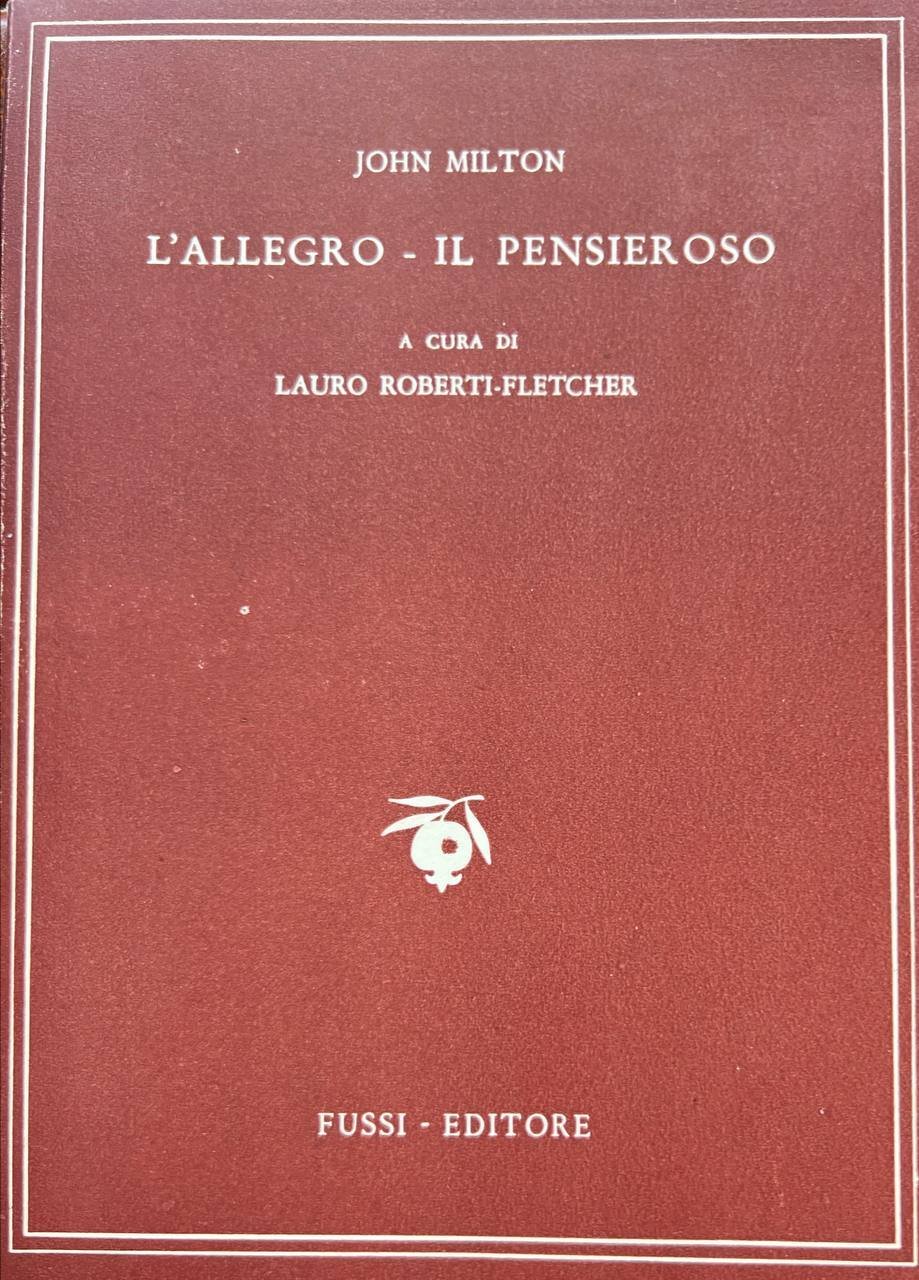 JOHN MILTON
L'ALLEGRO - IL PENSIEROSO
A CURA DI
LAURO ROBERTI-FLETCHER
FUSSI - EDITORE